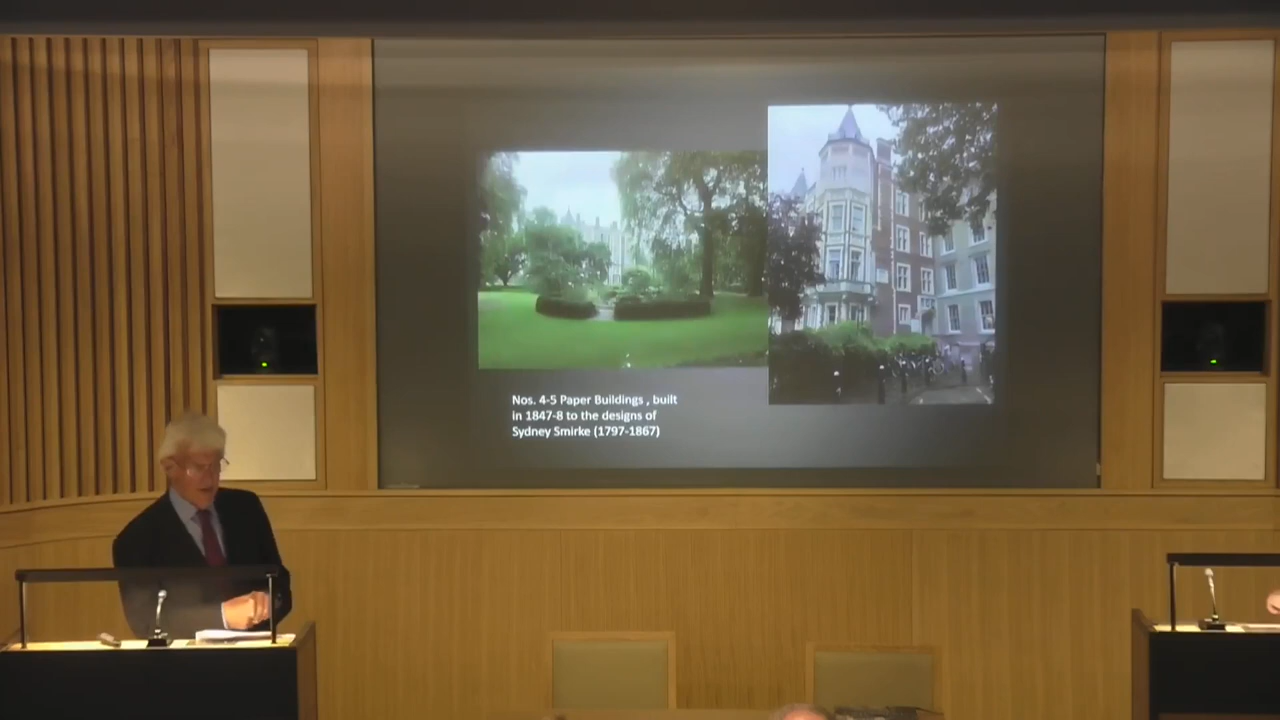 Nos. 4-5 Paper Buildings , built
in 1847-8 to the designs of
Sydney Smirke (1797-1867)